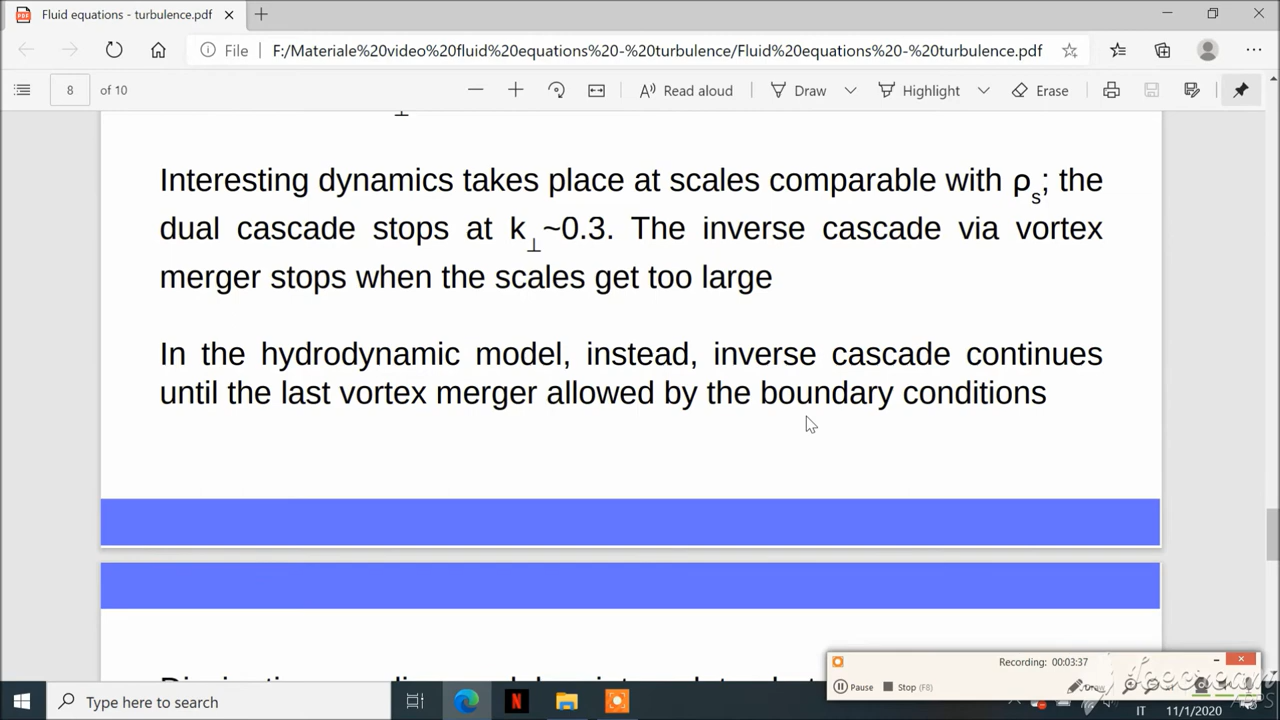 Fluid equations - turbulence.pdf
File
F:/Materiale%20video%20fluid%20equations%20-%20turbulence/Fluid%20equations%20-%20turbulence.pdf
8 of 10
Read aloud
Draw
Highlight
Erase
Interesting dynamics takes place at scales comparable with ρs; the
dual cascade stops at k⊥~0.3. The inverse cascade via vortex
merger stops when the scales get too large
In the hydrodynamic model, instead, inverse cascade continues
until the last vortex merger allowed by the boundary conditions
Recording: 00:03:37
Pause
Stop (F8)
Draw
Type here to search
IT
11/1/2020